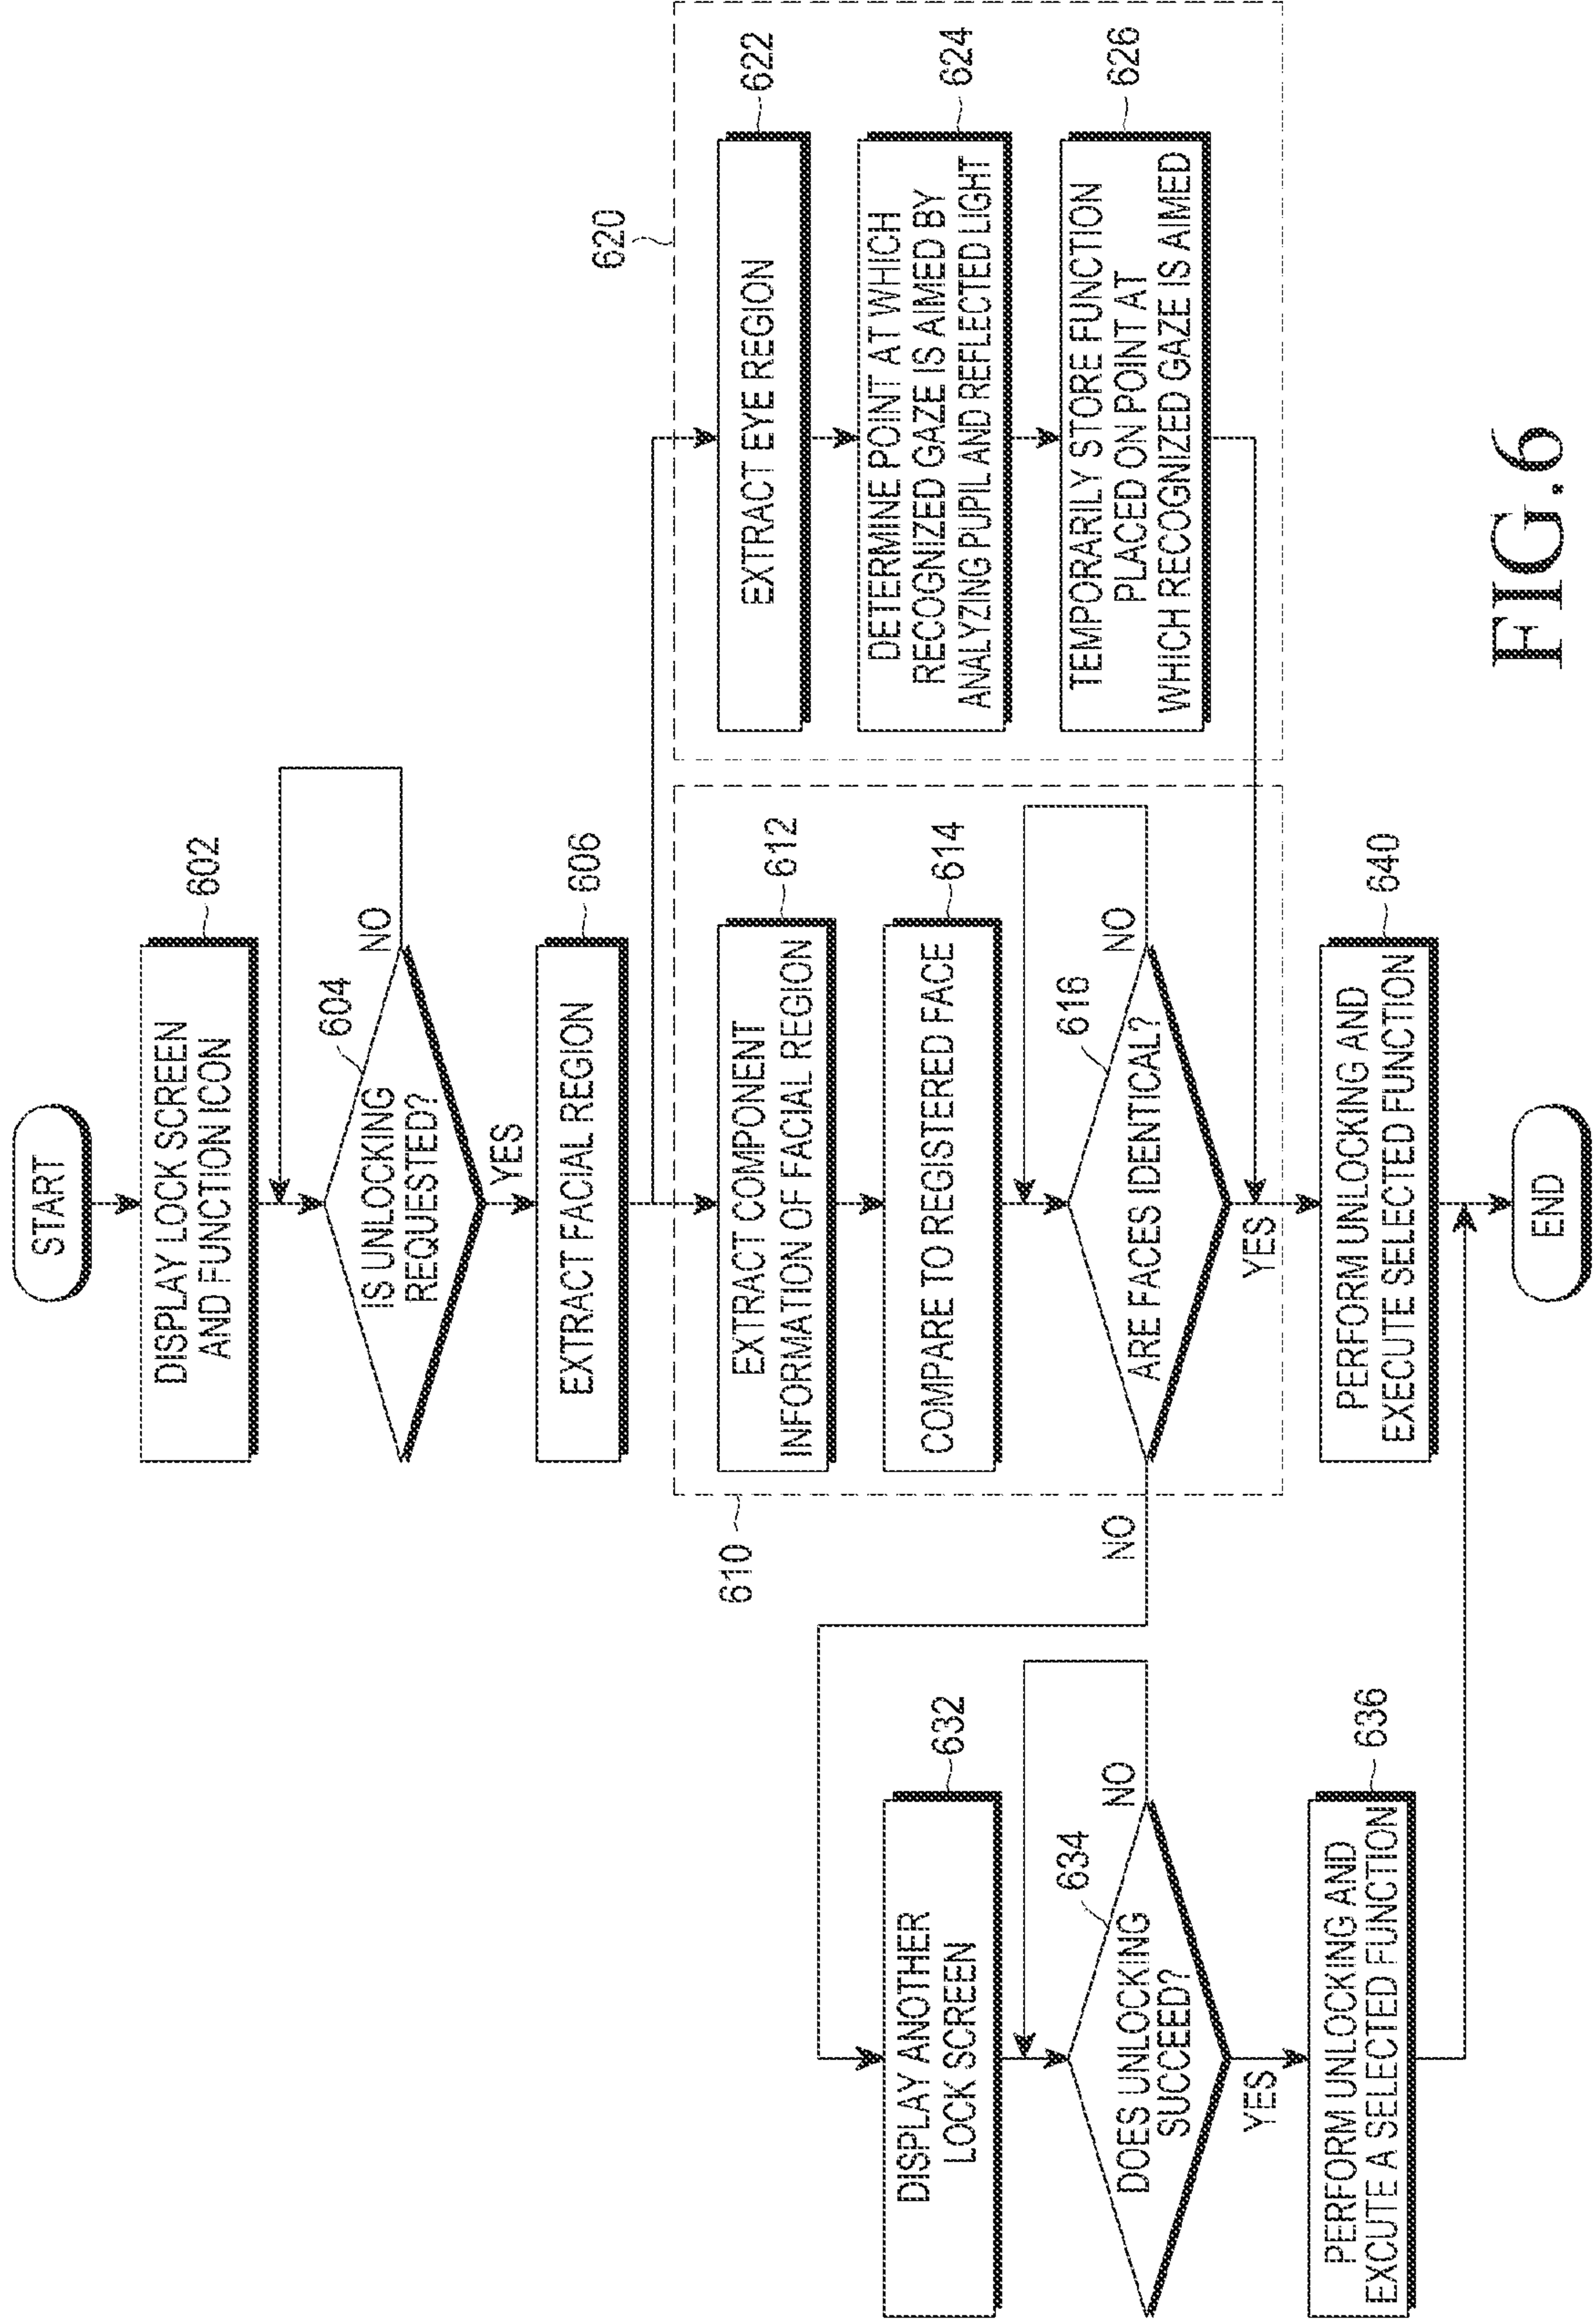 START
DISPLAY LOCK SCREEN
AND FUNCTION ICON
602
604
IS UNLOCKING
REQUESTED?
NO
YES
EXTRACT FACIAL REGION
606
610
EXTRACT COMPONENT
INFORMATION OF FACIAL REGION
612
COMPARE TO REGISTERED FACE
614
616
ARE FACES IDENTICAL?
NO
NO
YES
620
EXTRACT EYE REGION
622
DETERMINE POINT AT WHICH
RECOGNIZED GAZE IS AIMED BY
ANALYZING PUPIL AND REFLECTED LIGHT
624
TEMPORARILY STORE FUNCTION
PLACED ON POINT AT
WHICH RECOGNIZED GAZE IS AIMED
626
DISPLAY ANOTHER
LOCK SCREEN
632
634
DOES UNLOCKING
SUCCEED?
NO
YES
PERFORM UNLOCKING AND
EXCUTE A SELECTED FUNCTION
636
PERFORM UNLOCKING AND
EXECUTE SELECTED FUNCTION
640
END
FIG.6